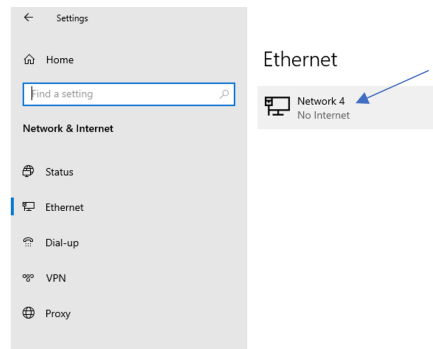 Settings
Home
Find a setting
Network & Internet
Status
Ethernet
Dial-up
VPN
Proxy
Ethernet
Network 4
No Internet